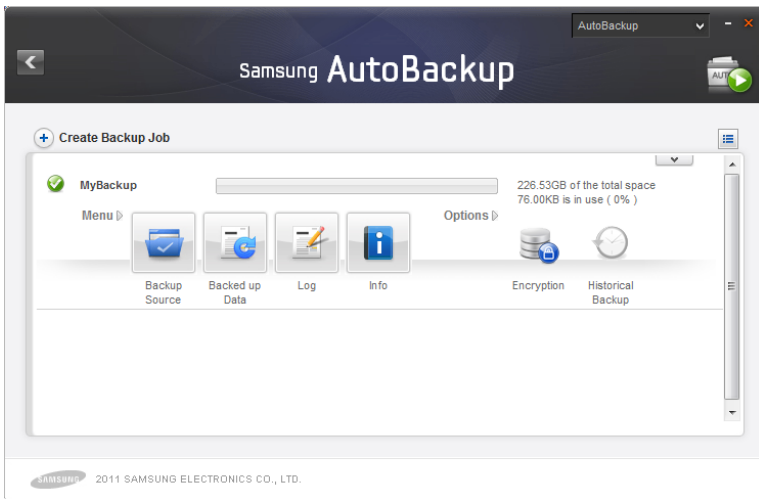 AutoBackup
Samsung AutoBackup
AUT
Create Backup Job
MyBackup
226.53GB of the total space
76.00KB is in use ( 0% )
Menu
Options
Backup
Source
Backed up
Data
Log
Info
Encryption
Historical
Backup
SAMSUNG
2011 SAMSUNG ELECTRONICS CO., LTD.